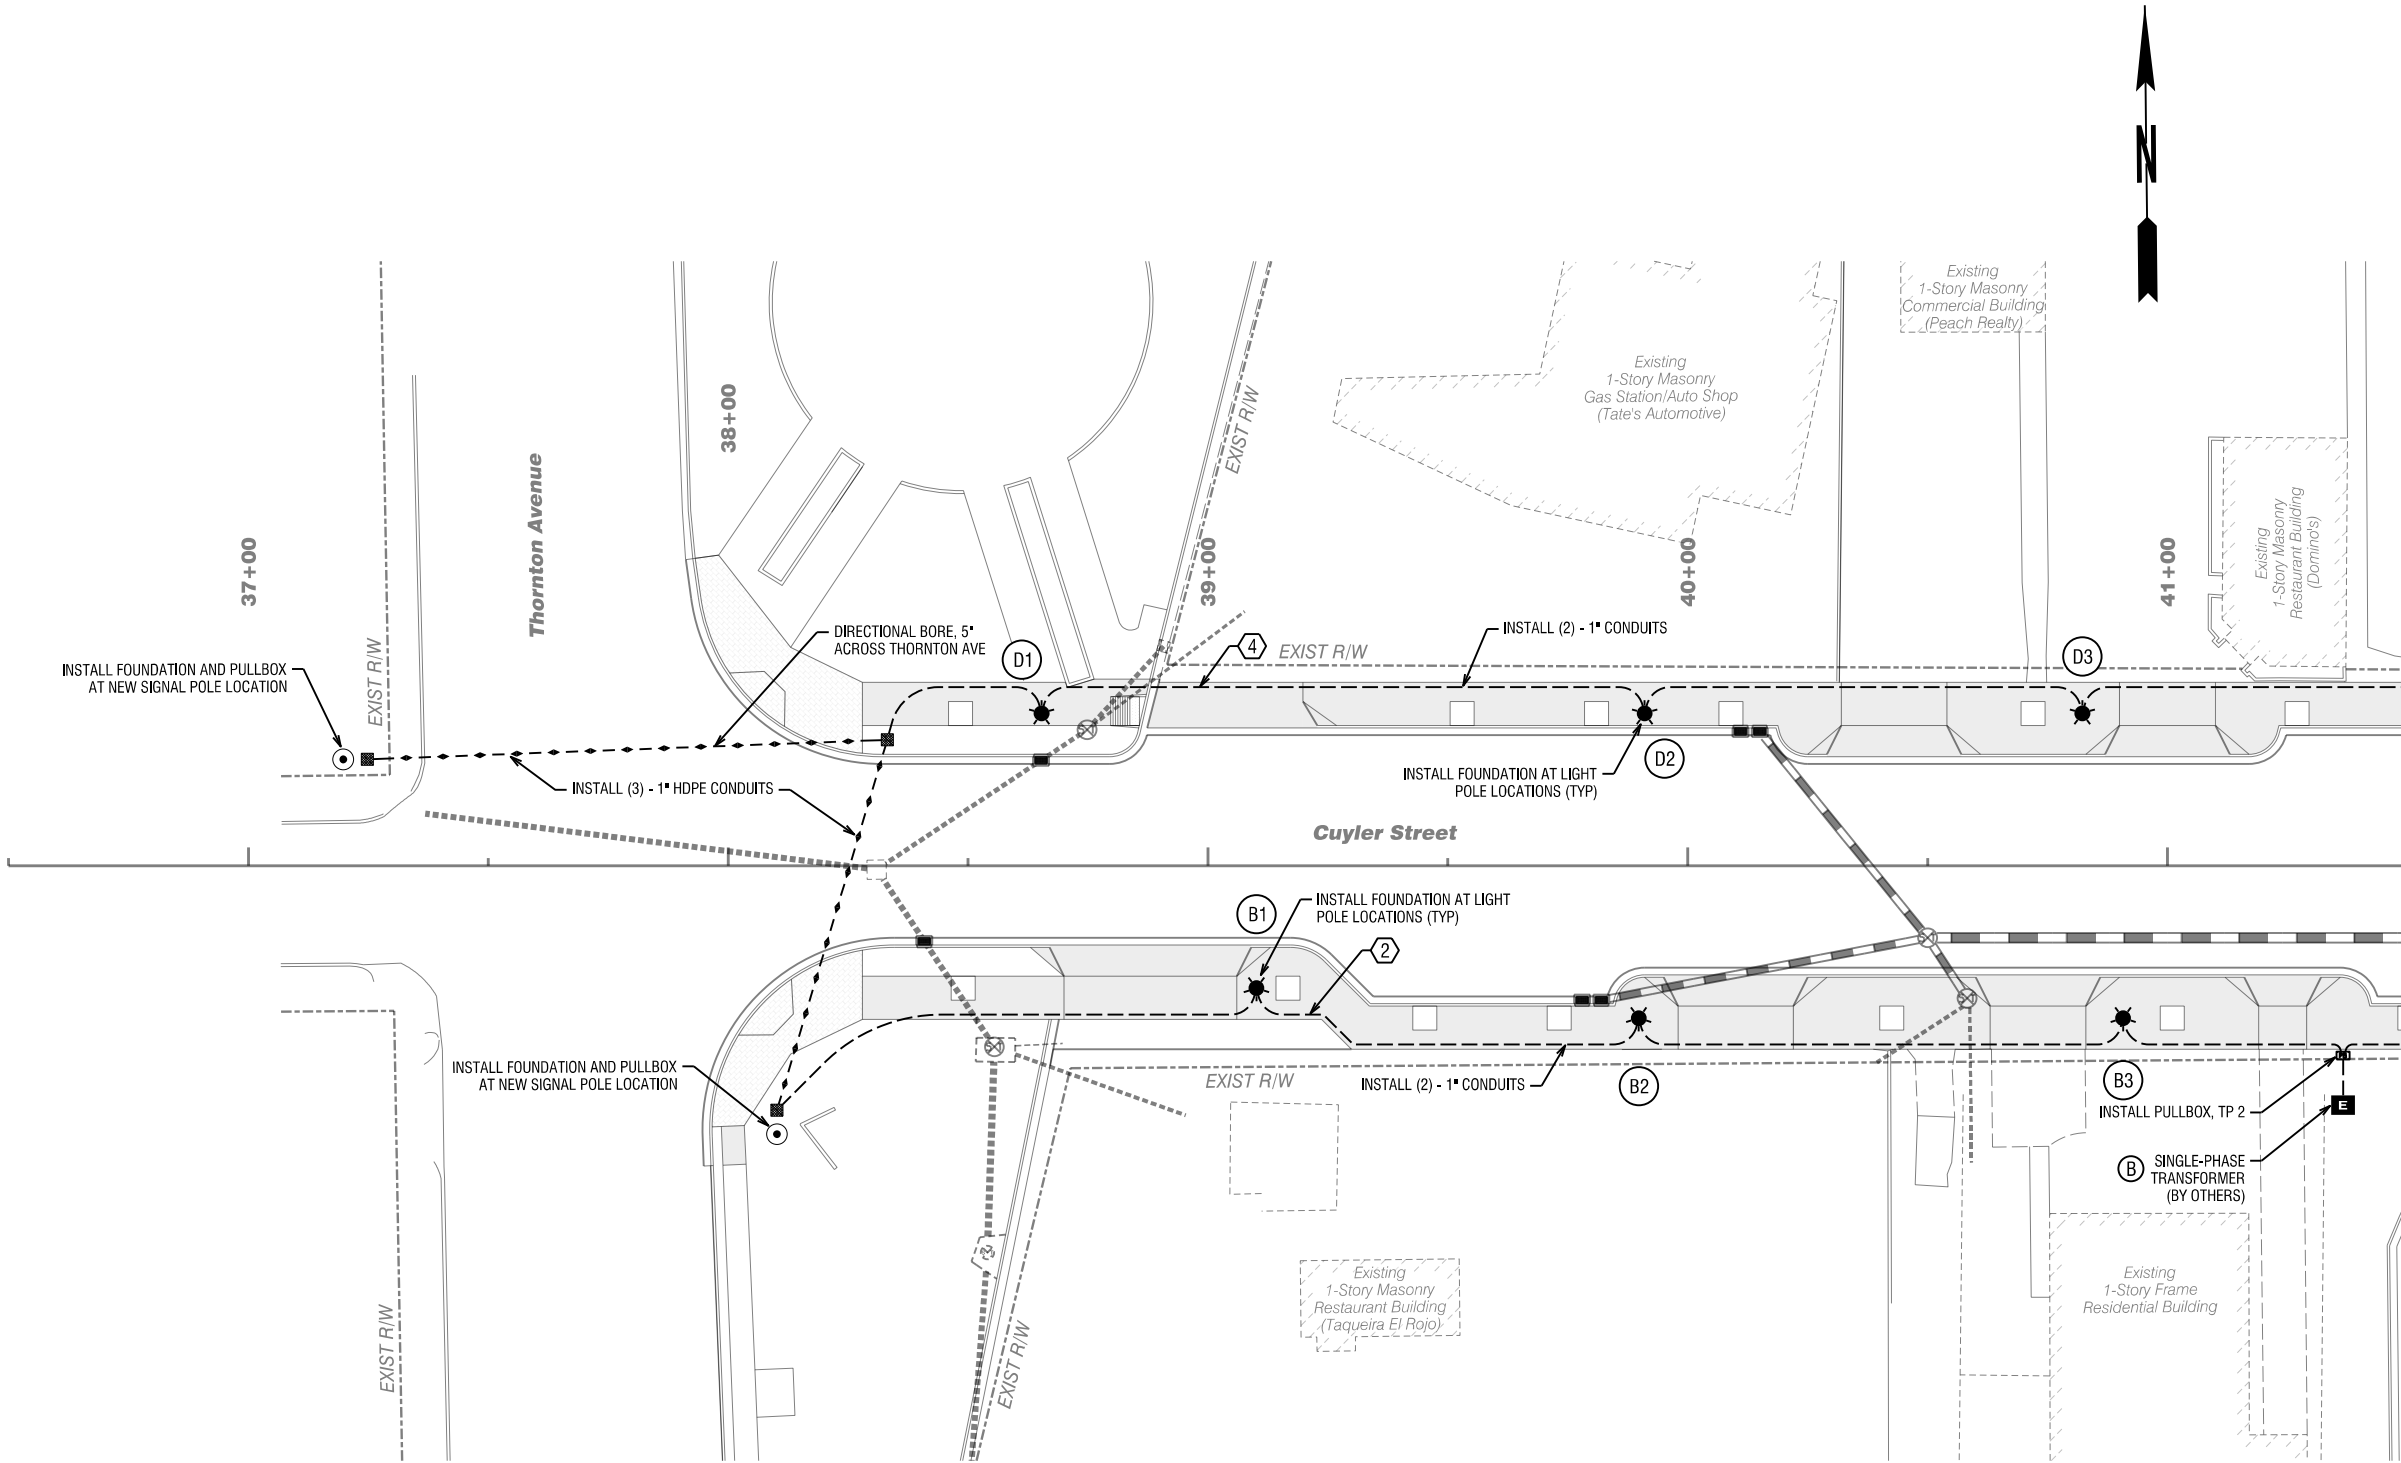 N
Existing
1-Story Masonry
Commercial Building
(Peach Realty)
Existing
1-Story Masonry
Gas Station/Auto Shop
(Tate's Automotive)
Existing
1-Story Masonry
Restaurant Building
(Domino's)
37+00
38+00
39+00
40+00
41+00
Thornton Avenue
EXIST R/W
EXIST R/W
EXIST R/W
INSTALL FOUNDATION AND PULLBOX
AT NEW SIGNAL POLE LOCATION
DIRECTIONAL BORE, 5"
ACROSS THORNTON AVE
D1
4
INSTALL (2) - 1" CONDUITS
D3
D2
INSTALL FOUNDATION AT LIGHT
POLE LOCATIONS (TYP)
INSTALL (3) - 1" HDPE CONDUITS
Cuyler Street
B1
INSTALL FOUNDATION AT LIGHT
POLE LOCATIONS (TYP)
2
INSTALL FOUNDATION AND PULLBOX
AT NEW SIGNAL POLE LOCATION
EXIST R/W
INSTALL (2) - 1" CONDUITS
B2
B3
INSTALL PULLBOX, TP 2
E
B
SINGLE-PHASE
TRANSFORMER
(BY OTHERS)
Existing
1-Story Masonry
Restaurant Building
(Taqueira El Rojo)
Existing
1-Story Frame
Residential Building
EXIST R/W
EXIST R/W